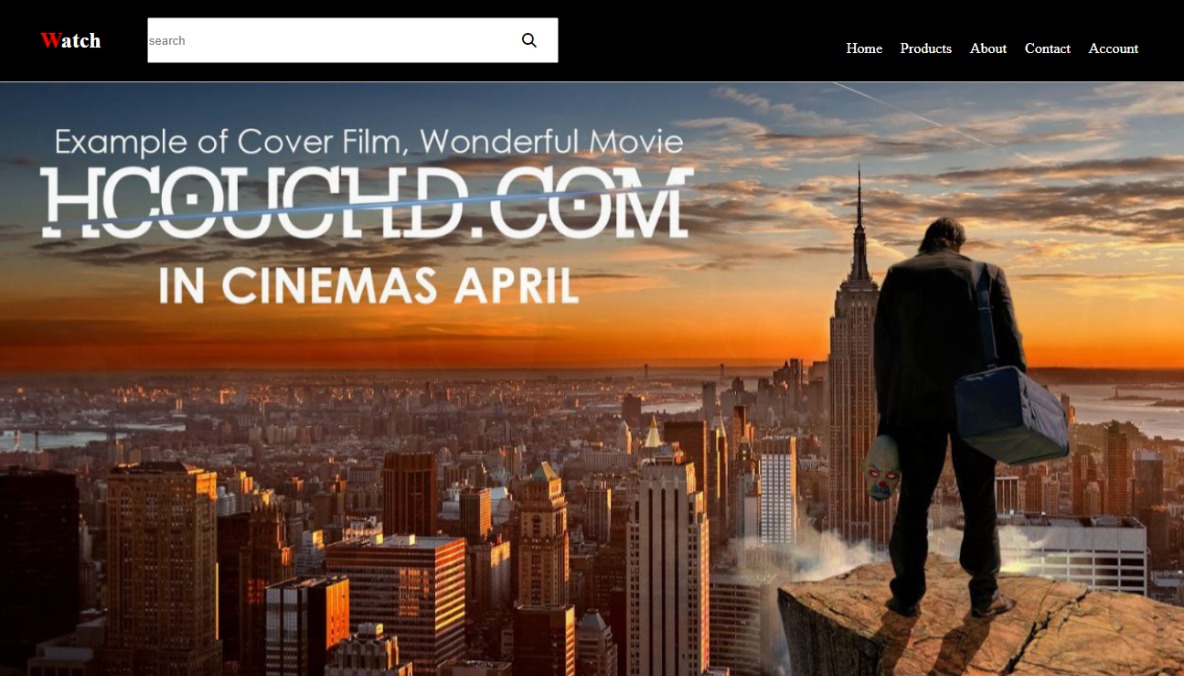 Watch
search
Home Products About Contact Account
Example of Cover Film, Wonderful Movie
HCOUCHD.COM
IN CINEMAS APRIL